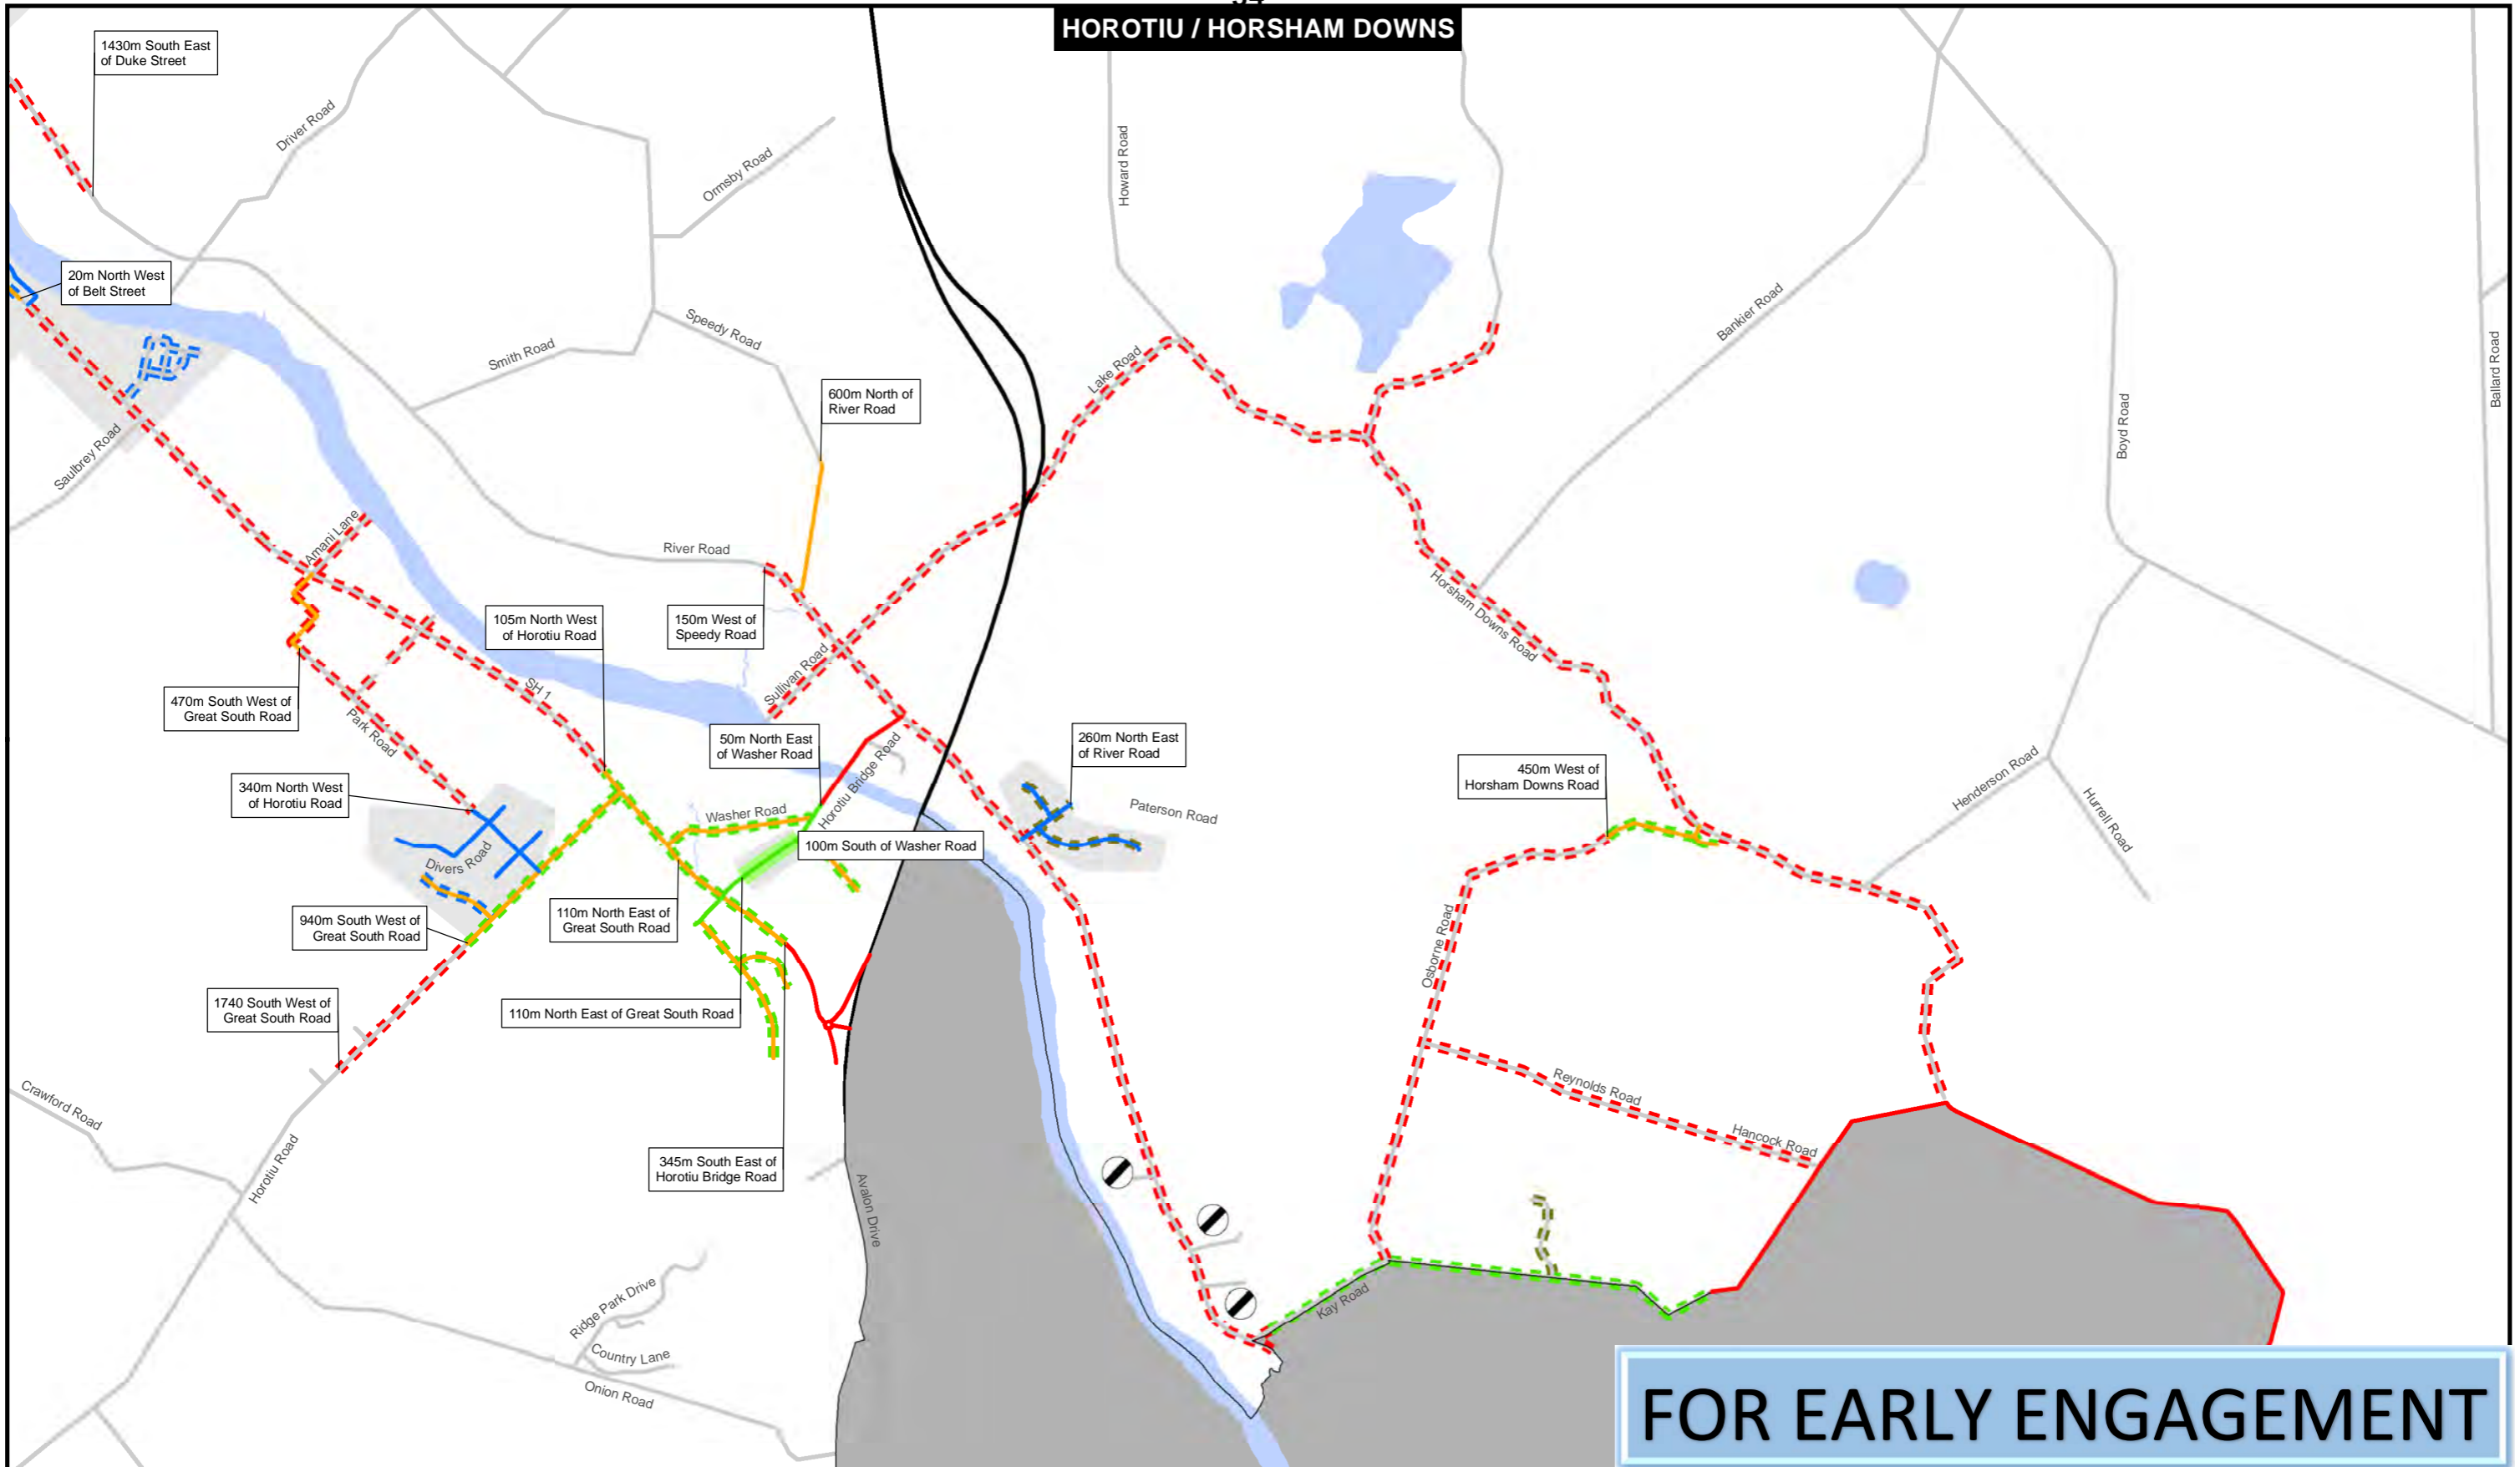 HOROTIU / HORSHAM DOWNS
1430m South East
of Duke Street
Driver Road
Ormsby Road
Howard Road
20m North West
of Belt Street
Speedy Road
Smith Road
Bankier Road
Lake Road
Ballard Road
Boyd Road
600m North of
River Road
Saulbrey Road
Amani Lane
River Road
105m North West
of Horotiu Road
150m West of
Speedy Road
Horsham Downs Road
Sullivan Road
SH 1
470m South West of
Great South Road
Park Road
50m North East
of Washer Road
Horotiu Bridge Road
260m North East
of River Road
450m West of
Horsham Downs Road
340m North West
of Horotiu Road
Washer Road
Paterson Road
Henderson Road
Hurrell Road
100m South of Washer Road
Divers Road
940m South West of
Great South Road
110m North East of
Great South Road
Osborne Road
1740 South West of
Great South Road
110m North East of Great South Road
Crawford Road
Reynolds Road
Hancock Road
Horotiu Road
345m South East of
Horotiu Bridge Road
Avalon Drive
Ridge Park Drive
Kay Road
Country Lane
Onion Road
FOR EARLY ENGAGEMENT